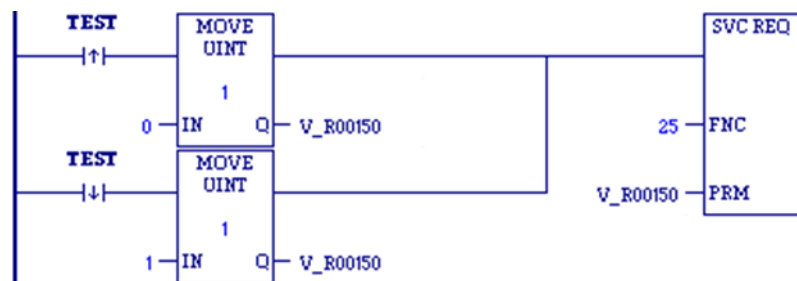 TEST
MOVE
UINT
1
0 IN Q V_R00150
SVC REQ
25 FNC
V_R00150 PRM
TEST
MOVE
UINT
1
1 IN Q V_R00150